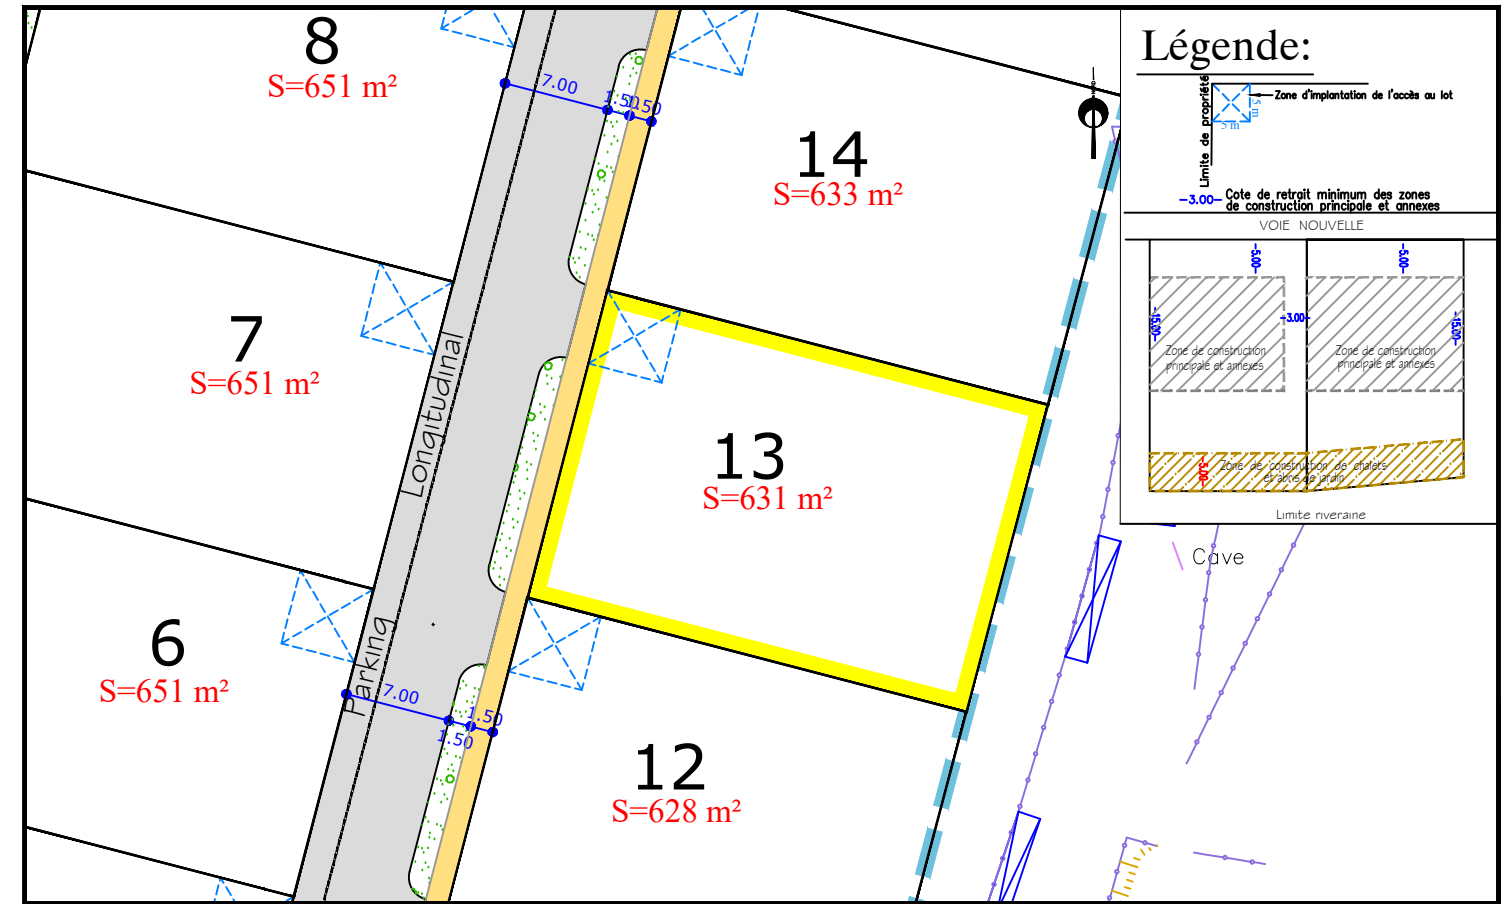 8
S=651 m²
7.00
1.50
1.50
14
S=633 m²
7
S=651 m²
Parking Longitudinal
13
S=631 m²
6
S=651 m²
7.00
1.50
1.50
12
S=628 m²
Légende:
Limite de propriété
Zone d'implantation de l'accès au lot
5 m
5 m
-3.00- Cote de retrait minimum des zones
de construction principale et annexes
VOIE NOUVELLE
-5.00-
-5.00-
-15.00-
-3.00-
-15.00-
Zone de construction
principale et annexes
Zone de construction
principale et annexes
-5.00-
Zone de construction de chalets
et abris de jardin
Limite riveraine
Cave